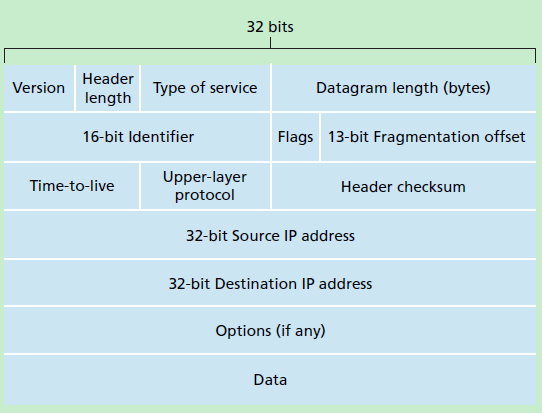 32 bits
Version
Header
length
Type of service
Datagram length (bytes)
16-bit Identifier
Flags
13-bit Fragmentation offset
Time-to-live
Upper-layer
protocol
Header checksum
32-bit Source IP address
32-bit Destination IP address
Options (if any)
Data